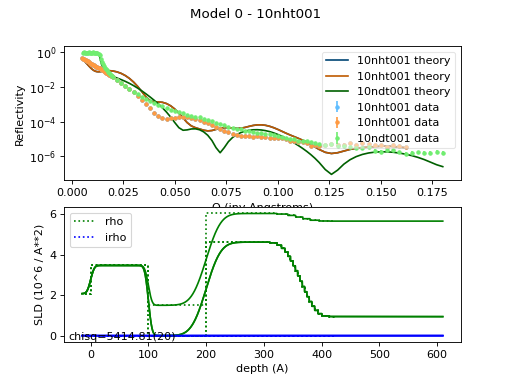 Model 0 - 10nht001
10^0
10^-2
10^-4
10^-6
Reflectivity
10nht001 theory
10nht001 theory
10ndt001 theory
10nht001 data
10nht001 data
10ndt001 data
0.000 0.025 0.050 0.075 0.100 0.125 0.150 0.175
Q (inv Angstroms)
6
4
2
0
SLD (10^6 / A**2)
rho
irho
chisq=5414.81(20)
0 100 200 300 400 500 600
depth (A)